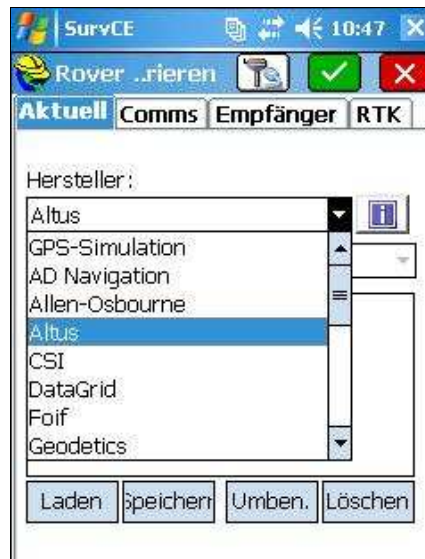 SurvCE 10:47
Rover ..rieren
Aktuell Comms Empfänger RTK
Hersteller:
Altus
GPS-Simulation
AD Navigation
Allen-Osbourne
Altus
CSI
DataGrid
Foif
Geodetics
Laden Speichern Umben. Löschen